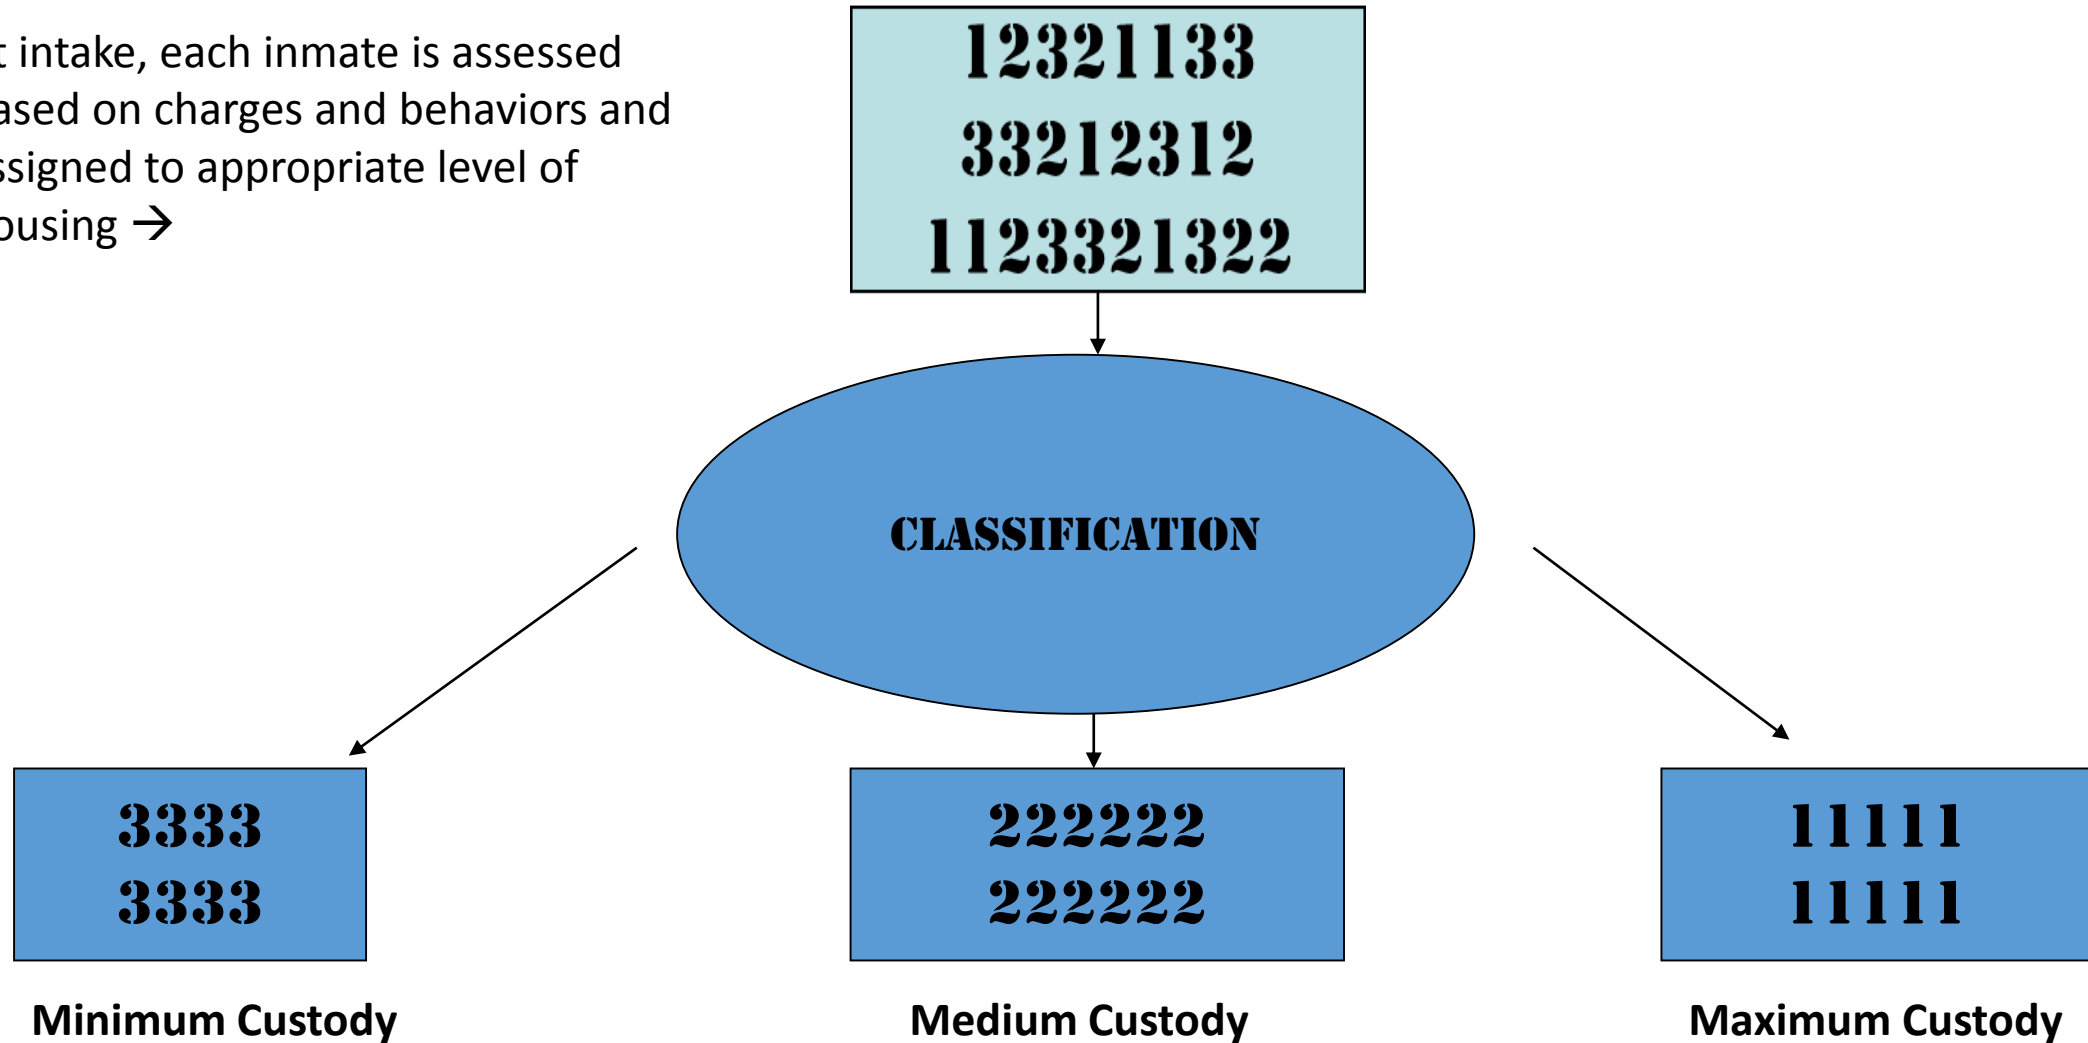 t intake, each inmate is assessed
ased on charges and behaviors and
ssigned to appropriate level of
ousing →
12321133
33212312
1123321322
CLASSIFICATION
3333
3333
222222
222222
11111
11111
Minimum Custody
Medium Custody
Maximum Custody